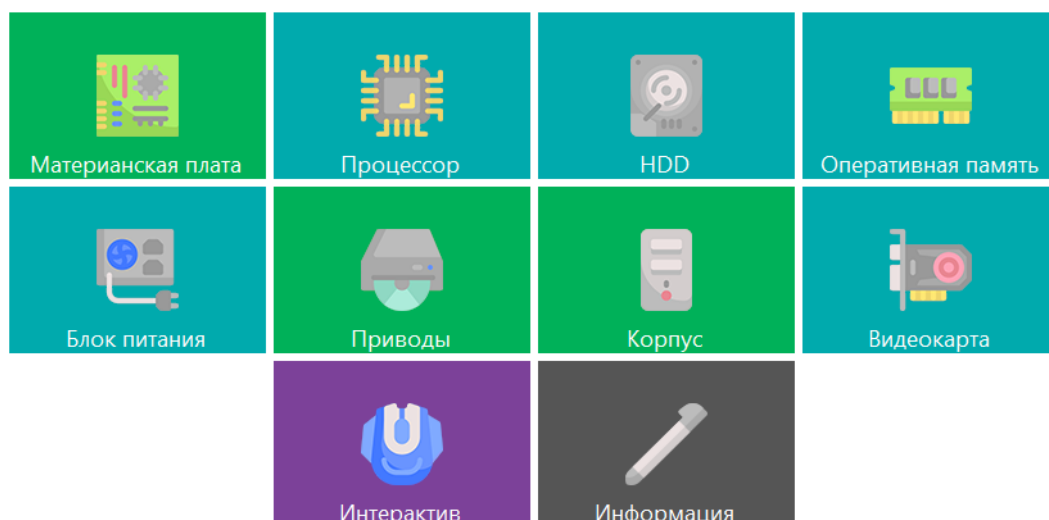 Материанская плата
Процессор
HDD
Оперативная память
Блок питания
Приводы
Корпус
Видеокарта
Интерактив
Информация